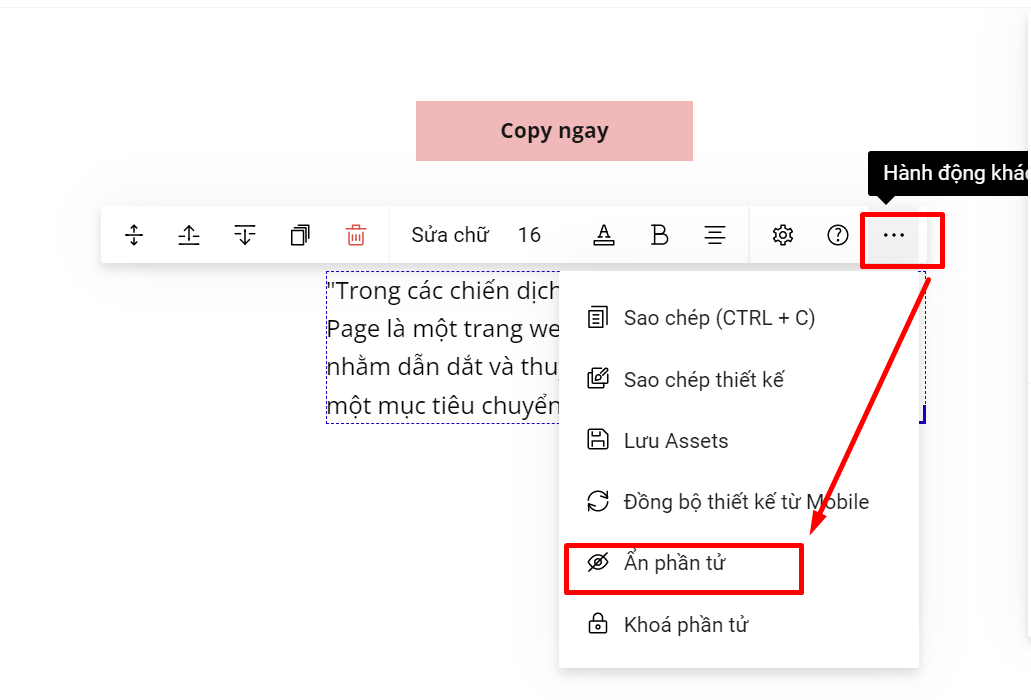 Copy ngay
Hành động khá
Sửa chữ 16 A B
"Trong các chiến dịch
Page là một trang we
nhằm dẫn dắt và thu
một mục tiêu chuyển
Sao chép (CTRL + C)
Sao chép thiết kế
Lưu Assets
Đồng bộ thiết kế từ Mobile
Ẩn phần tử
Khoá phần tử